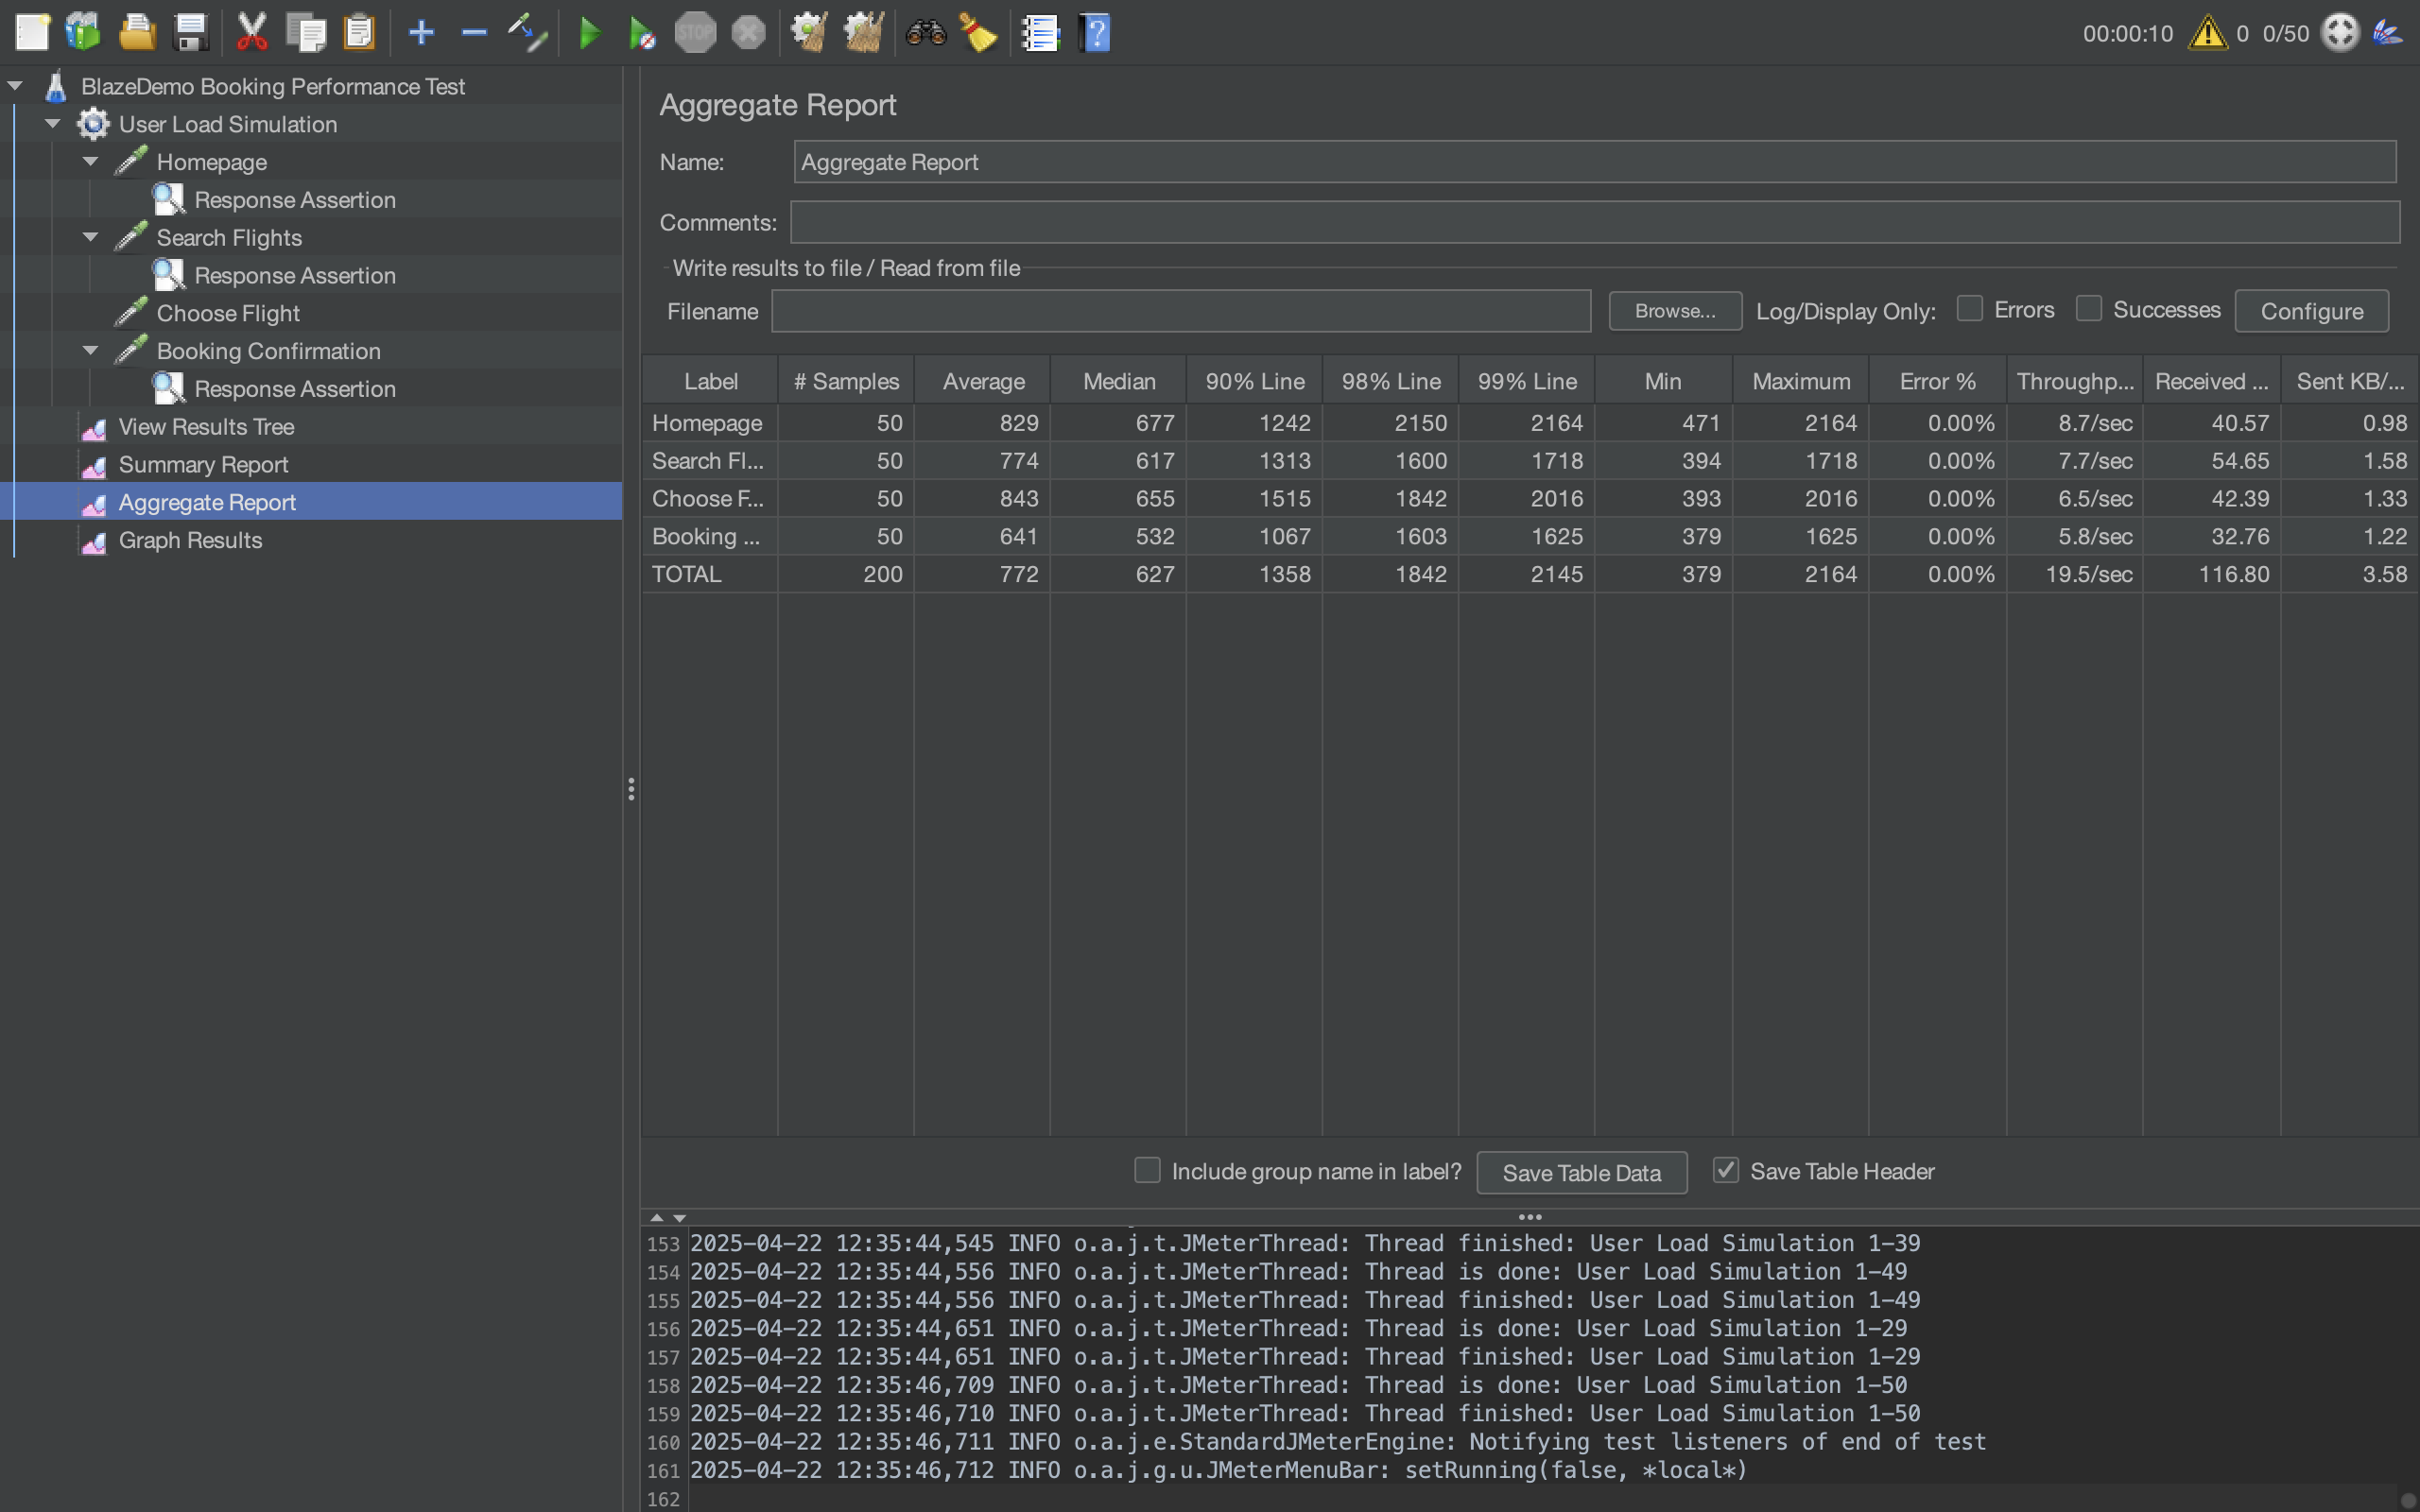 00:00:10 0 0/50
BlazeDemo Booking Performance Test
User Load Simulation
Homepage
Response Assertion
Search Flights
Response Assertion
Choose Flight
Booking Confirmation
Response Assertion
View Results Tree
Summary Report
Aggregate Report
Graph Results
Aggregate Report
Name: Aggregate Report
Comments:
Write results to file / Read from file
Filename Browse... Log/Display Only: Errors Successes Configure
Label # Samples Average Median 90% Line 98% Line 99% Line Min Maximum Error % Throughp... Received ... Sent KB/...
Homepage 50 829 677 1242 2150 2164 471 2164 0.00% 8.7/sec 40.57 0.98
Search Fl... 50 774 617 1313 1600 1718 394 1718 0.00% 7.7/sec 54.65 1.58
Choose F... 50 843 655 1515 1842 2016 393 2016 0.00% 6.5/sec 42.39 1.33
Booking ... 50 641 532 1067 1603 1625 379 1625 0.00% 5.8/sec 32.76 1.22
TOTAL 200 772 627 1358 1842 2145 379 2164 0.00% 19.5/sec 116.80 3.58
Include group name in label? Save Table Data Save Table Header
153 2025-04-22 12:35:44,545 INFO o.a.j.t.JMeterThread: Thread finished: User Load Simulation 1-39
154 2025-04-22 12:35:44,556 INFO o.a.j.t.JMeterThread: Thread is done: User Load Simulation 1-49
155 2025-04-22 12:35:44,556 INFO o.a.j.t.JMeterThread: Thread finished: User Load Simulation 1-49
156 2025-04-22 12:35:44,651 INFO o.a.j.t.JMeterThread: Thread is done: User Load Simulation 1-29
157 2025-04-22 12:35:44,651 INFO o.a.j.t.JMeterThread: Thread finished: User Load Simulation 1-29
158 2025-04-22 12:35:46,709 INFO o.a.j.t.JMeterThread: Thread is done: User Load Simulation 1-50
159 2025-04-22 12:35:46,710 INFO o.a.j.t.JMeterThread: Thread finished: User Load Simulation 1-50
160 2025-04-22 12:35:46,711 INFO o.a.j.e.StandardJMeterEngine: Notifying test listeners of end of test
161 2025-04-22 12:35:46,712 INFO o.a.j.g.u.JMeterMenuBar: setRunning(false, *local*)
162